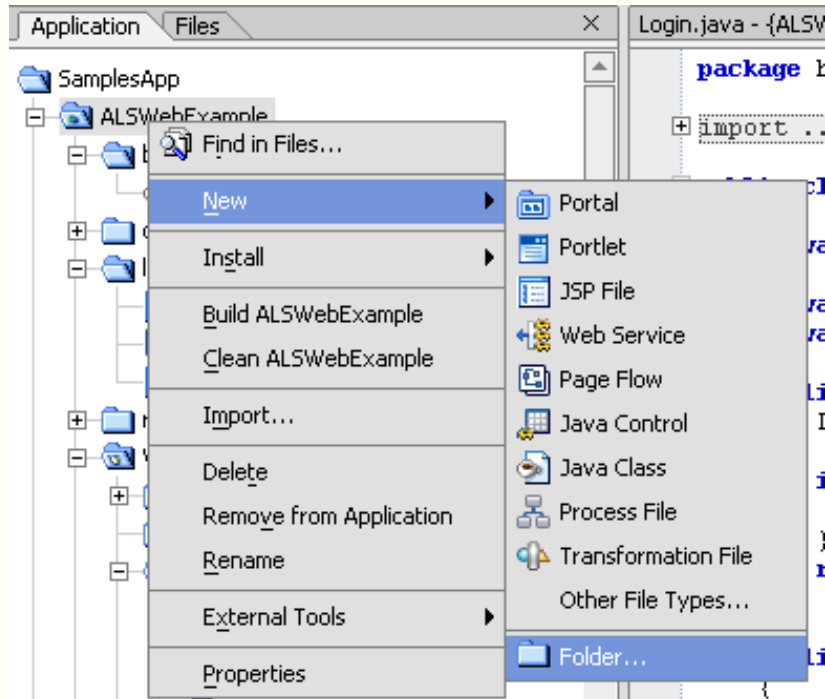 Application
Files
Login.java - {ALSW
SamplesApp
package
ALSWebExample
import ..
Find in Files...
New
Install
Build ALSWebExample
Clean ALSWebExample
Import...
Delete
Remove from Application
Rename
External Tools
Properties
Portal
Portlet
JSP File
Web Service
Page Flow
Java Control
Java Class
Process File
Transformation File
Other File Types...
Folder...